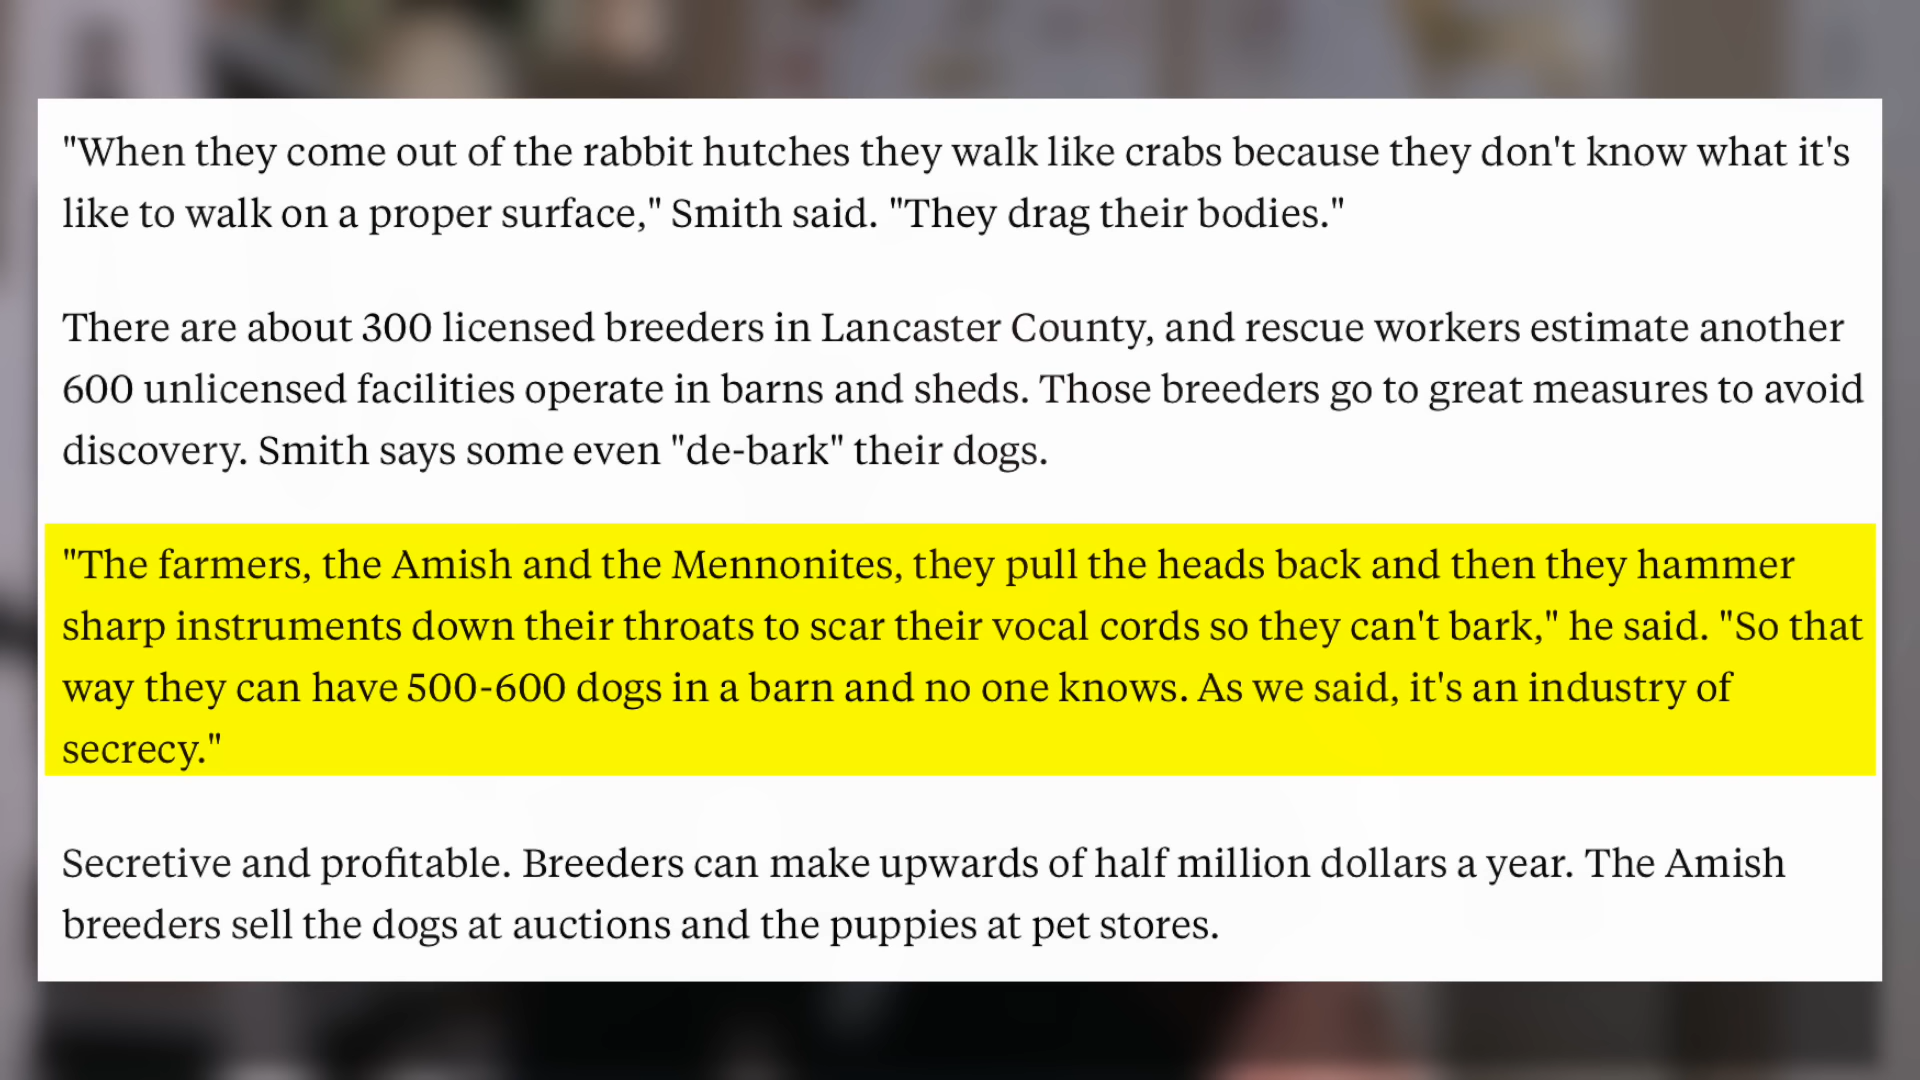 "When they come out of the rabbit hutches they walk like crabs because they don't know what it's
like to walk on a proper surface," Smith said. "They drag their bodies."
There are about 300 licensed breeders in Lancaster County, and rescue workers estimate another
600 unlicensed facilities operate in barns and sheds. Those breeders go to great measures to avoid
discovery. Smith says some even "de-bark" their dogs.
"The farmers, the Amish and the Mennonites, they pull the heads back and then they hammer
sharp instruments down their throats to scar their vocal cords so they can't bark," he said. "So that
way they can have 500-600 dogs in a barn and no one knows. As we said, it's an industry of
secrecy."
Secretive and profitable. Breeders can make upwards of half million dollars a year. The Amish
breeders sell the dogs at auctions and the puppies at pet stores.